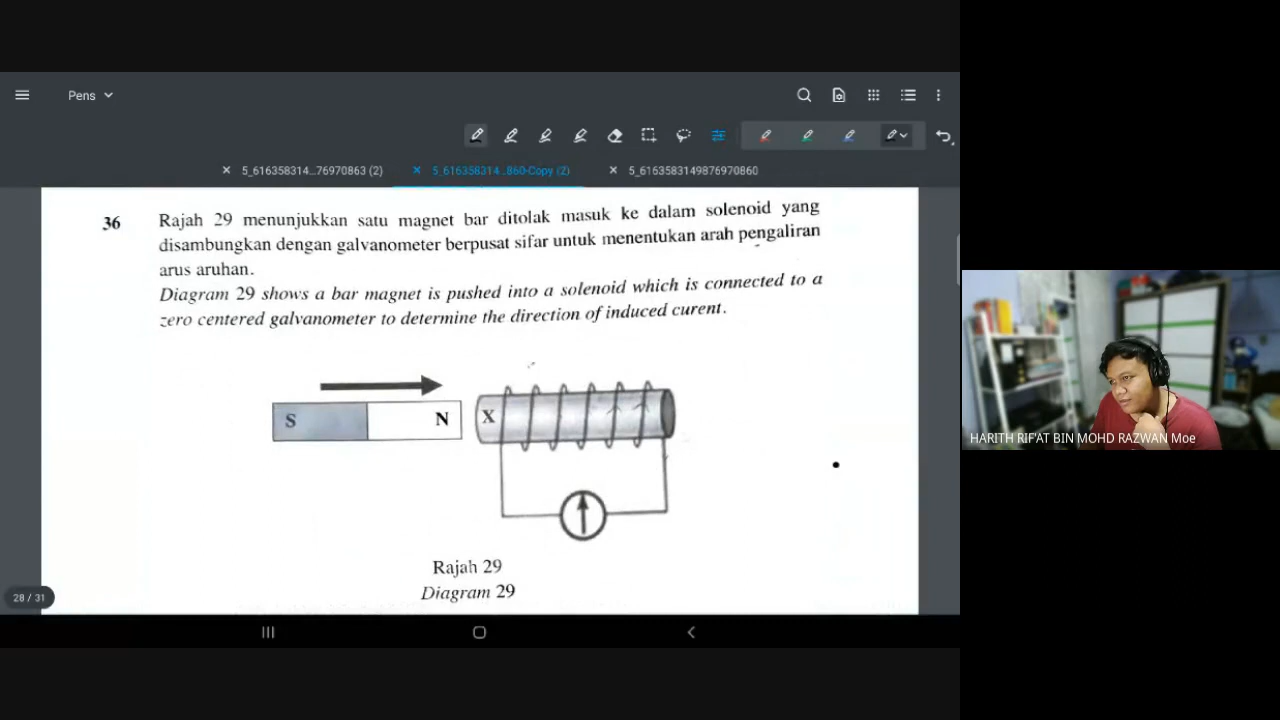 Pens
5_616358314...76970863 (2)
5_616358314..860-Copy (2)
5_6163583149876970860
36 Rajah 29 menunjukkan satu magnet bar ditolak masuk ke dalam solenoid yang
disambungkan dengan galvanometer berpusat sifar untuk menentukan arah pengaliran
arus aruhan.
Diagram 29 shows a bar magnet is pushed into a solenoid which is connected to a
zero centered galvanometer to determine the direction of induced curent.
S N X
Rajah 29
Diagram 29
28 / 31
HARITH RIF'AT BIN MOHD RAZWAN Moe